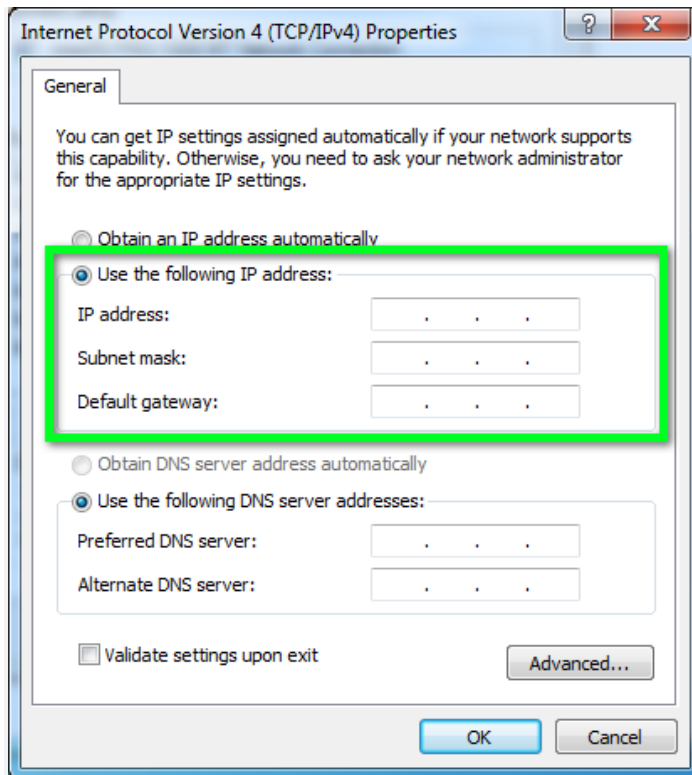 Internet Protocol Version 4 (TCP/IPv4) Properties
General
You can get IP settings assigned automatically if your network supports
this capability. Otherwise, you need to ask your network administrator
for the appropriate IP settings.
Obtain an IP address automatically
Use the following IP address:
IP address:
Subnet mask:
Default gateway:
Obtain DNS server address automatically
Use the following DNS server addresses:
Preferred DNS server:
Alternate DNS server:
Validate settings upon exit
Advanced...
OK
Cancel